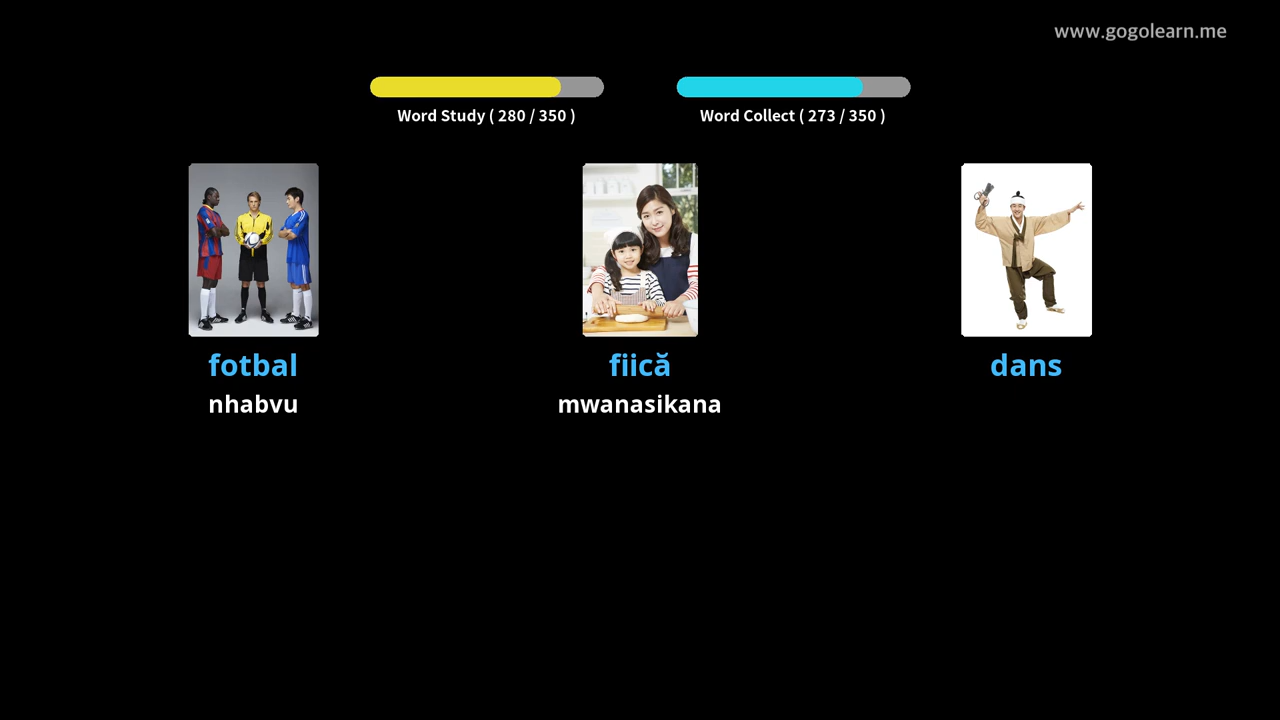 www.gogolearn.me
Word Study ( 280 / 350 )
Word Collect ( 273 / 350 )
fotbal
fiică
dans
nhabvu
mwanasikana